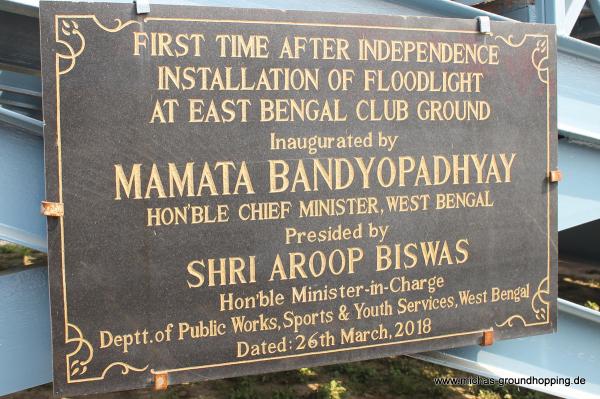 FIRST TIME AFTER INDEPENDENCE
INSTALLATION OF FLOODLIGHT
AT EAST BENGAL CLUB GROUND
Inaugurated by
MAMATA BANDYOPADHYAY
HON'BLE CHIEF MINISTER, WEST BENGAL
Presided by
SHRI AROOP BISWAS
Hon'ble Minister-in-Charge
Deptt. of Public Works, Sports & Youth Services, West Bengal
Dated: 26th March, 2018
www.michas-groundhopping.de